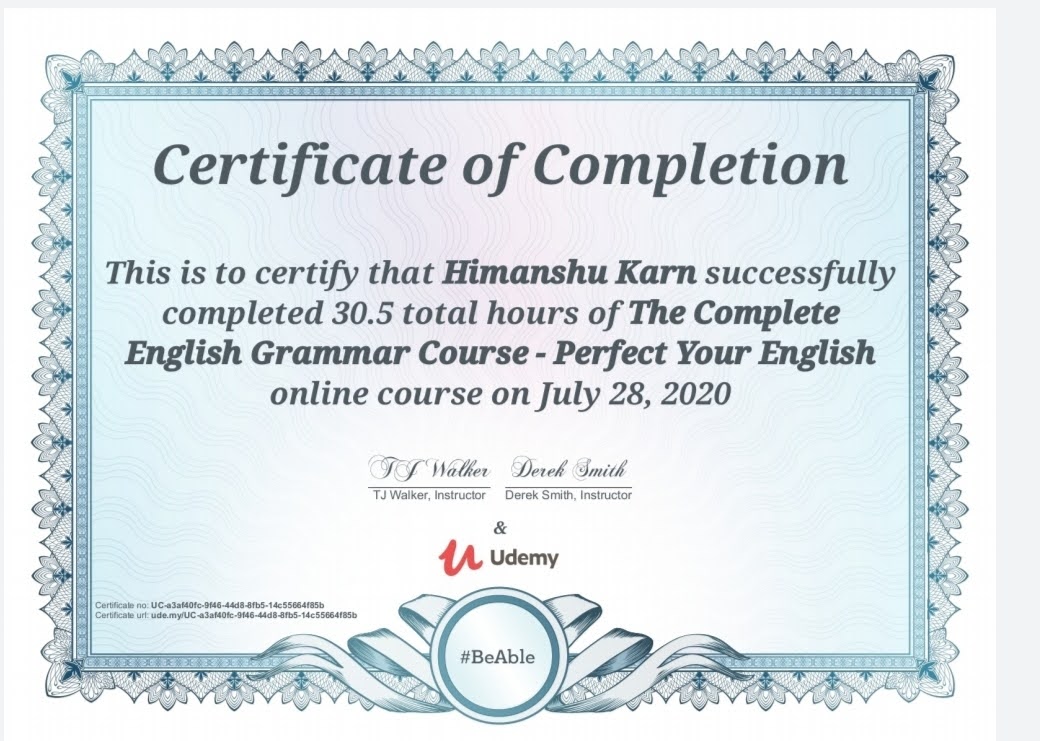 Certificate of Completion
This is to certify that Himanshu Karn successfully
completed 30.5 total hours of The Complete
English Grammar Course - Perfect Your English
online course on July 28, 2020
TJ Walker Derek Smith
TJ Walker, Instructor Derek Smith, Instructor
&
Udemy
Certificate no: UC-a3af40fc-9f46-44d8-8fb5-14c55664f85b
Certificate url: ude.my/UC-a3af40fc-9f46-44d8-8fb5-14c55664f85b
#BeAble